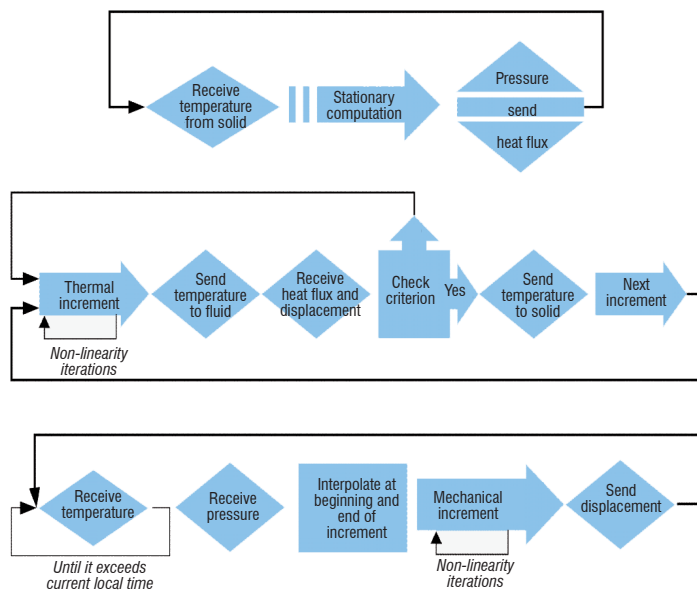 Receive
temperature
from solid
Stationary
computation
Pressure
send
heat flux
Thermal
increment
Non-linearity
iterations
Send
temperature
to fluid
Receive
heat flux and
displacement
Check
criterion
Yes
Send
temperature
to solid
Next
increment
Receive
temperature
Until it exceeds
current local time
Receive
pressure
Interpolate at
beginning and
end of
increment
Mechanical
increment
Non-linearity
iterations
Send
displacement